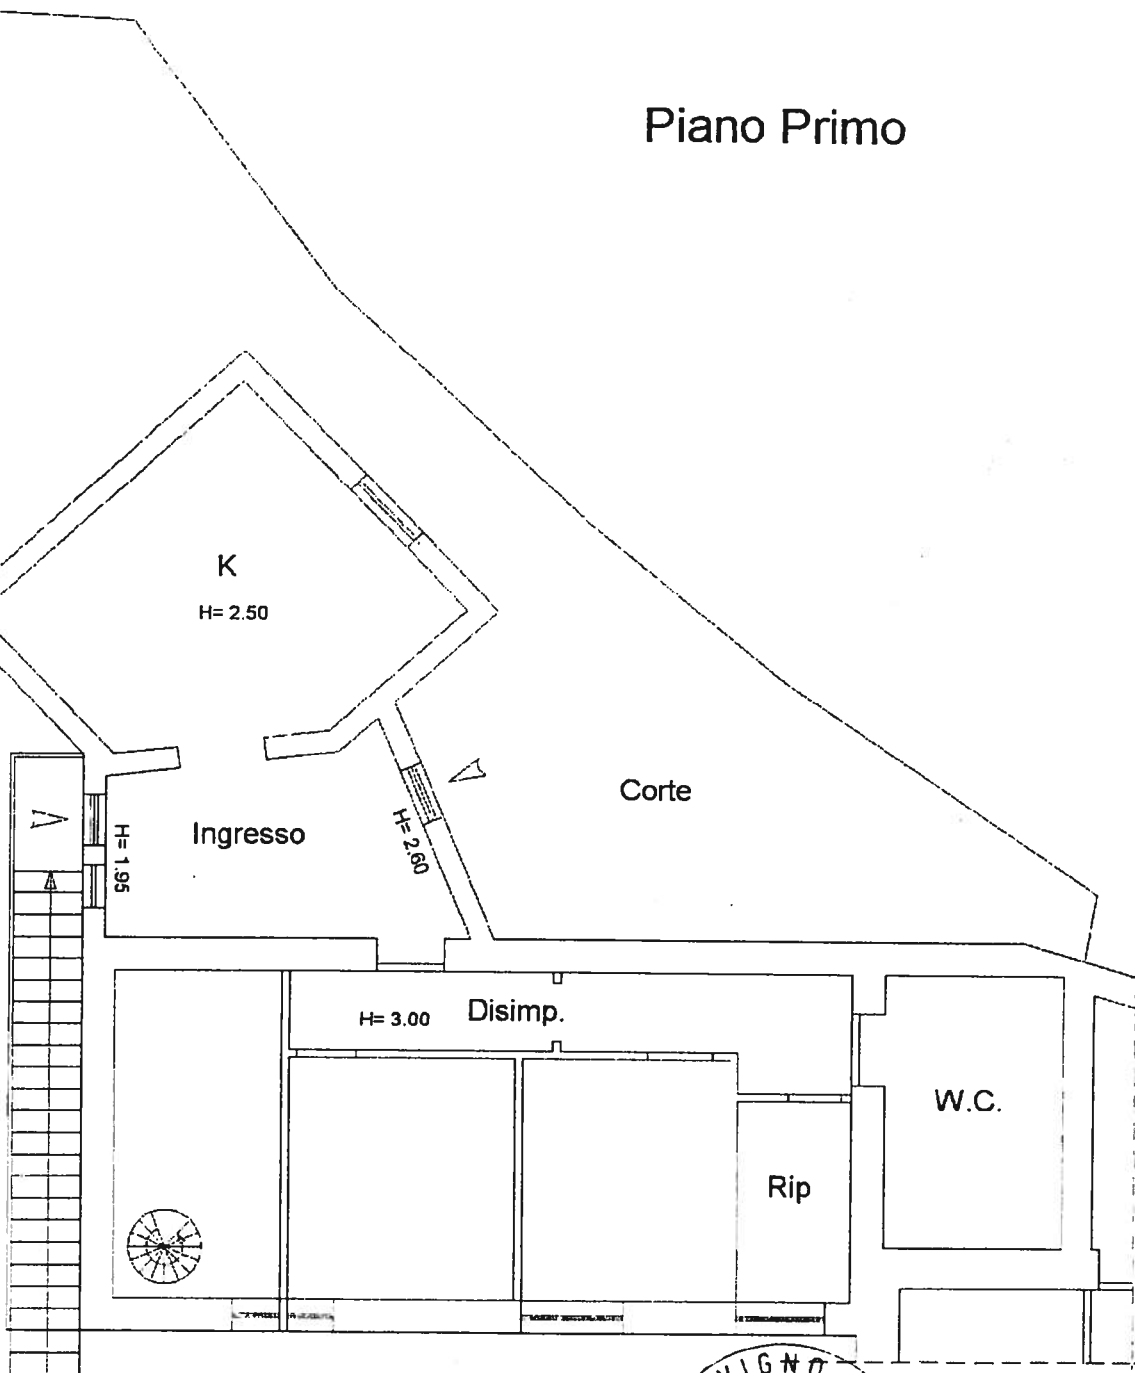 Piano Primo
K
H= 2.50
Corte
Ingresso
H= 1.95
H= 2.60
H= 3.00
Disimp.
W.C.
Rip